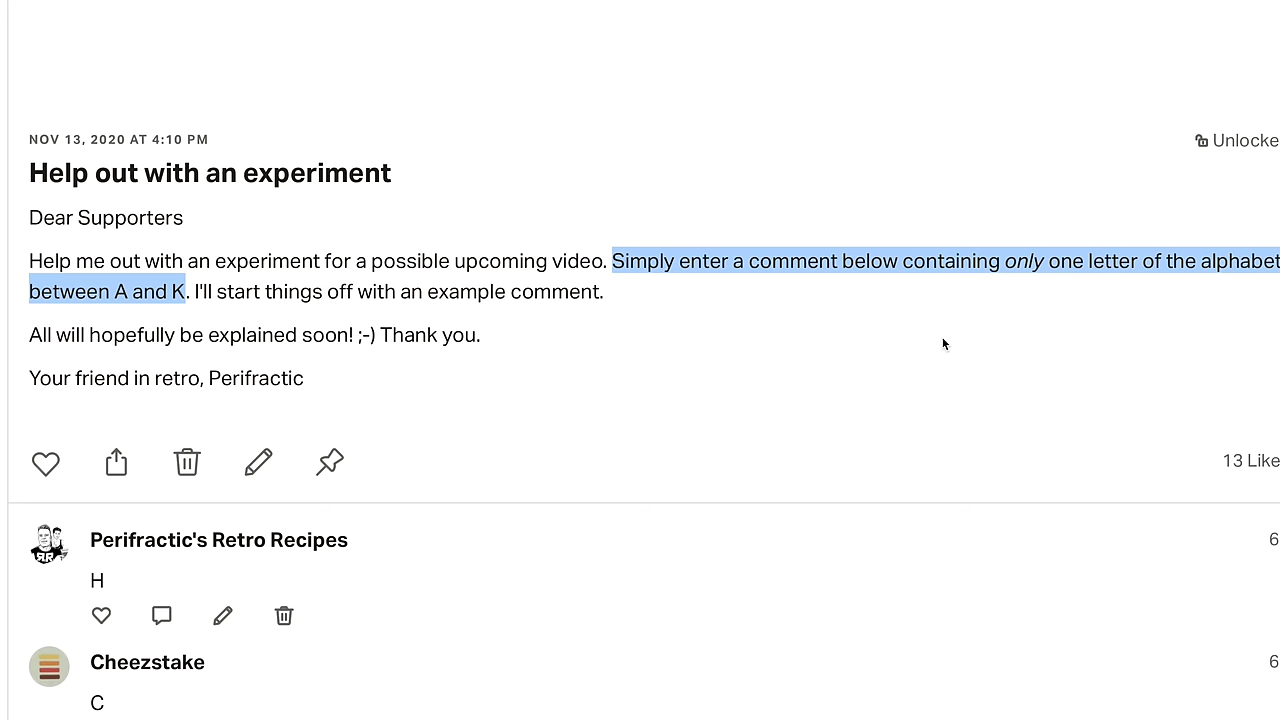 NOV 13, 2020 AT 4:10 PM
Unlocke
Help out with an experiment
Dear Supporters
Help me out with an experiment for a possible upcoming video. Simply enter a comment below containing only one letter of the alphabet
between A and K. I'll start things off with an example comment.
All will hopefully be explained soon! ;-) Thank you.
Your friend in retro, Perifractic
13 Like
Perifractic's Retro Recipes
6
H
Cheezstake
6
C